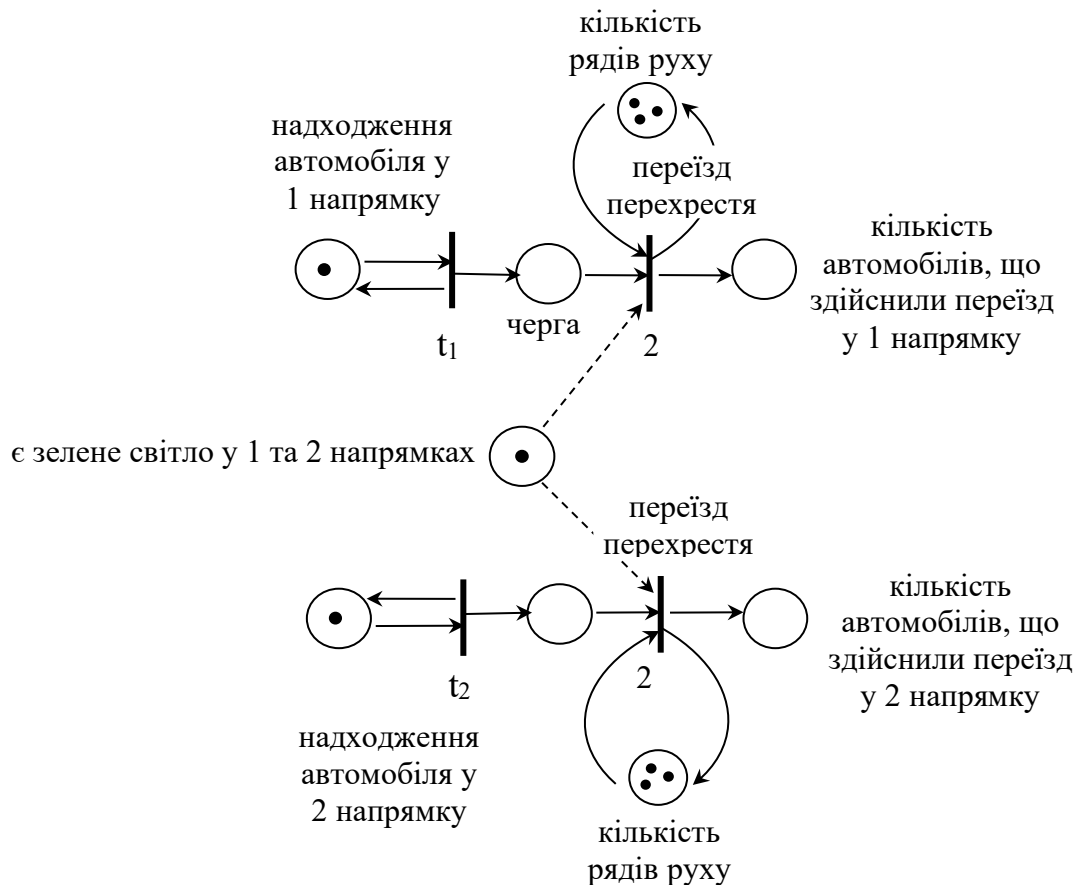 кількість
рядів руху
надходження
автомобіля у
1 напрямку
переїзд
перехрестя
кількість
автомобілів, що
здійснили переїзд
у 1 напрямку
черга
t1
2
є зелене світло у 1 та 2 напрямках
переїзд
перехрестя
кількість
автомобілів, що
здійснили переїзд
у 2 напрямку
t2
2
надходження
автомобіля у
2 напрямку
кількість
рядів руху